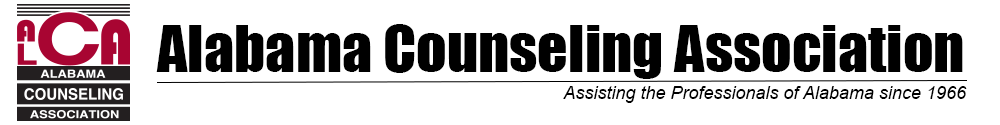 ALCA
ALABAMA
COUNSELING
ASSOCIATION
Alabama Counseling Association
Assisting the Professionals of Alabama since 1966